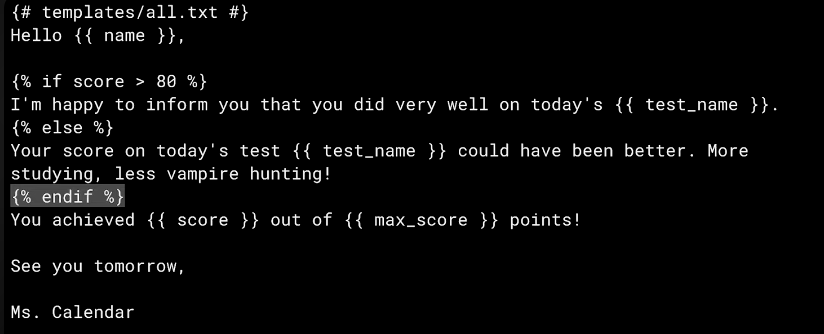 {# templates/all.txt #}
Hello {{ name }},
{% if score > 80 %}
I'm happy to inform you that you did very well on today's {{ test_name }}.
{% else %}
Your score on today's test {{ test_name }} could have been better. More
studying, less vampire hunting!
{% endif %}
You achieved {{ score }} out of {{ max_score }} points!
See you tomorrow,
Ms. Calendar